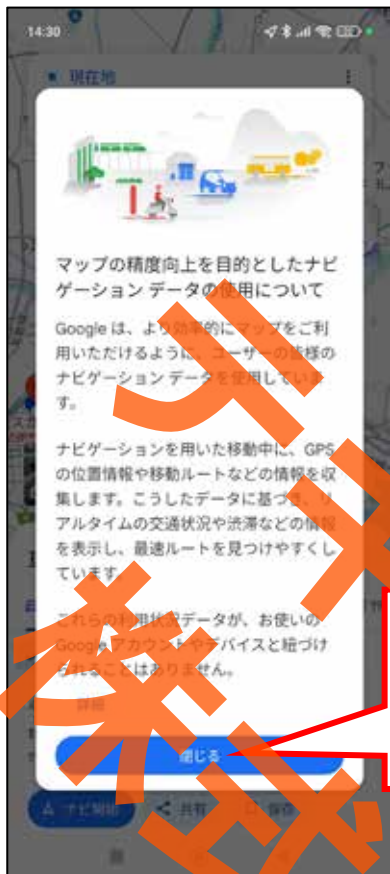 14:30
現在地
マップの精度向上を目的としたナビ
ゲーション データの使用について
Google は、より効率的にマップをご利
用いただけるように、ユーザーの皆様の
ナビゲーション データを使用していま
す。
ナビゲーションを用いた移動中に、GPS
の位置情報や移動ルートなどの情報を収
集します。こうしたデータに基づき、リ
アルタイムの交通状況や渋滞などの情報
を表示し、最速ルートを見つけやすくし
ています。
これらの利用状況データが、お使いの
Google アカウントやデバイスと紐づけ
られることはありません。
詳細
閉じる
ナビ開始
共有
保存